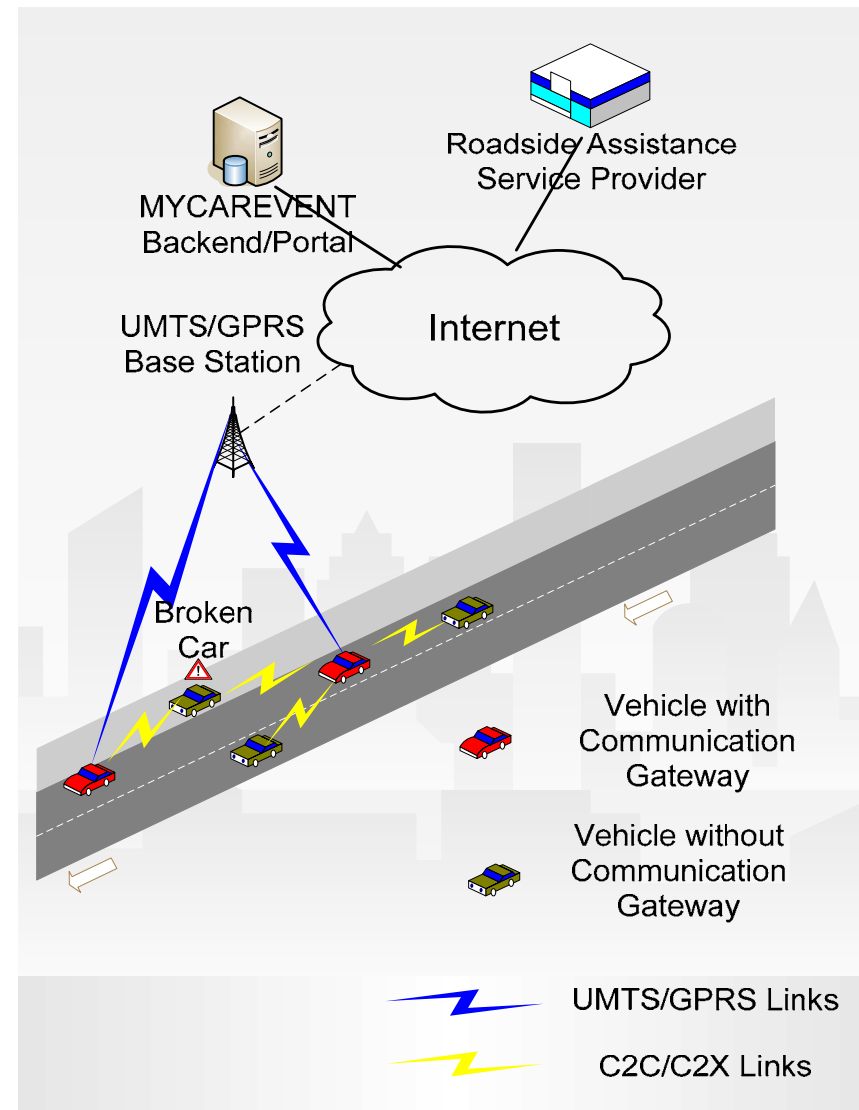 Roadside Assistance
Service Provider
MYCAREVENT
Backend/Portal
Internet
UMTS/GPRS
Base Station
Broken
Car
!
Vehicle with
Communication
Gateway
Vehicle without
Communication
Gateway
UMTS/GPRS Links
C2C/C2X Links